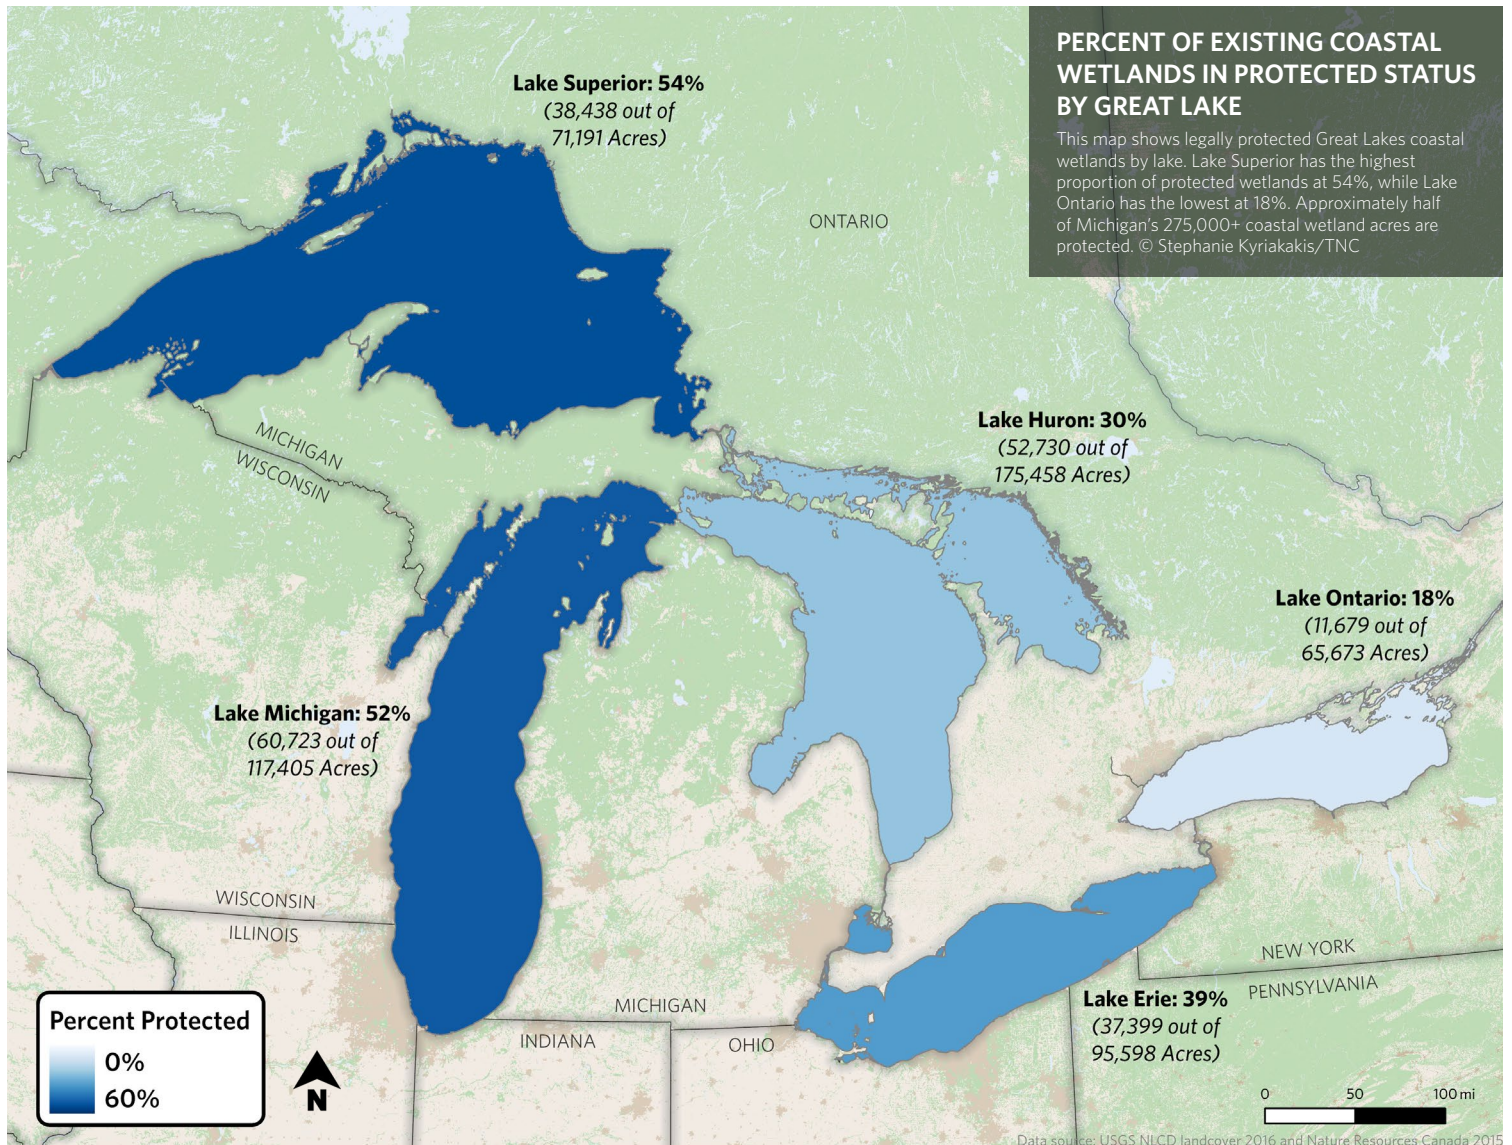 PERCENT OF EXISTING COASTAL
WETLANDS IN PROTECTED STATUS
BY GREAT LAKE
This map shows legally protected Great Lakes coastal
wetlands by lake. Lake Superior has the highest
proportion of protected wetlands at 54%, while Lake
Ontario has the lowest at 18%. Approximately half
of Michigan's 275,000+ coastal wetland acres are
protected. © Stephanie Kyriakakis/TNC
Lake Superior: 54%
(38,438 out of
71,191 Acres)
ONTARIO
Lake Huron: 30%
(52,730 out of
175,458 Acres)
MICHIGAN
WISCONSIN
Lake Ontario: 18%
(11,679 out of
65,673 Acres)
Lake Michigan: 52%
(60,723 out of
117,405 Acres)
WISCONSIN
ILLINOIS
NEW YORK
PENNSYLVANIA
Lake Erie: 39%
(37,399 out of
95,598 Acres)
MICHIGAN
INDIANA
OHIO
Percent Protected
0%
60%
N
0 50 100 mi
Data source: USGS NLCD landcover 2016 and Nature Resources Canada 2015